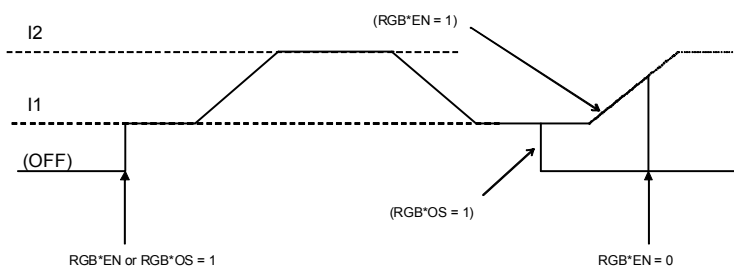 (RGB*EN = 1)
I2
I1
(OFF)
(RGB*OS = 1)
RGB*EN or RGB*OS = 1
RGB*EN = 0